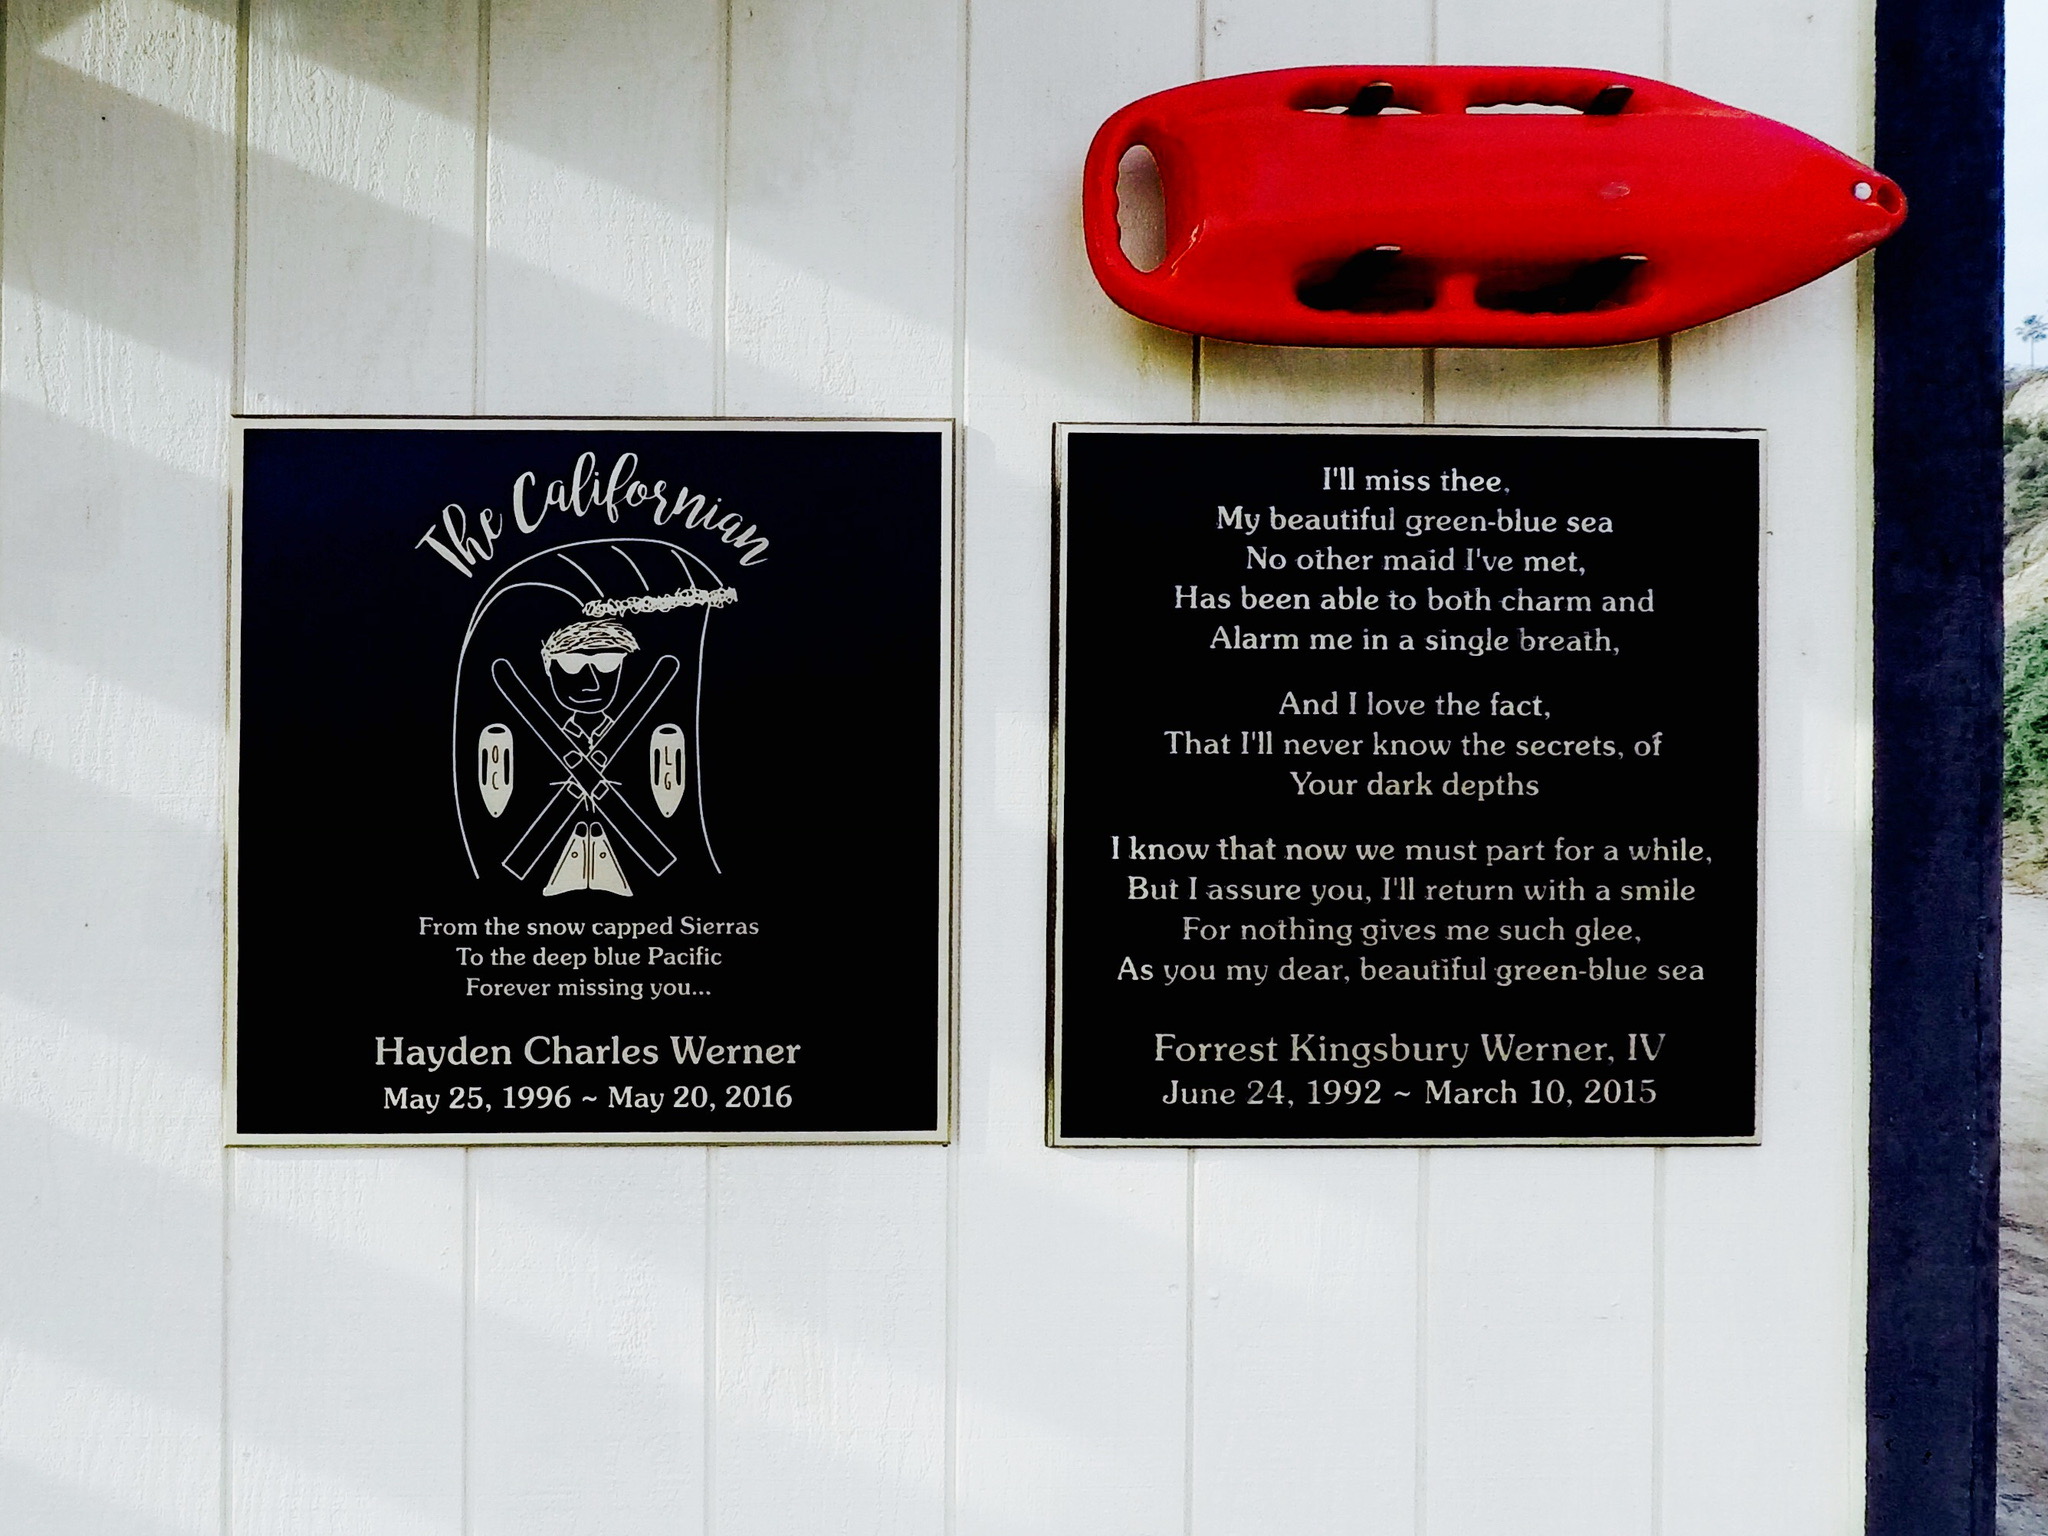 The Californian
O
C
L
G
From the snow capped Sierras
To the deep blue Pacific
Forever missing you...
Hayden Charles Werner
May 25, 1996 ~ May 20, 2016
I'll miss thee,
My beautiful green-blue sea
No other maid I've met,
Has been able to both charm and
Alarm me in a single breath,
And I love the fact,
That I'll never know the secrets, of
Your dark depths
I know that now we must part for a while,
But I assure you, I'll return with a smile
For nothing gives me such glee,
As you my dear, beautiful green-blue sea
Forrest Kingsbury Werner, IV
June 24, 1992 ~ March 10, 2015